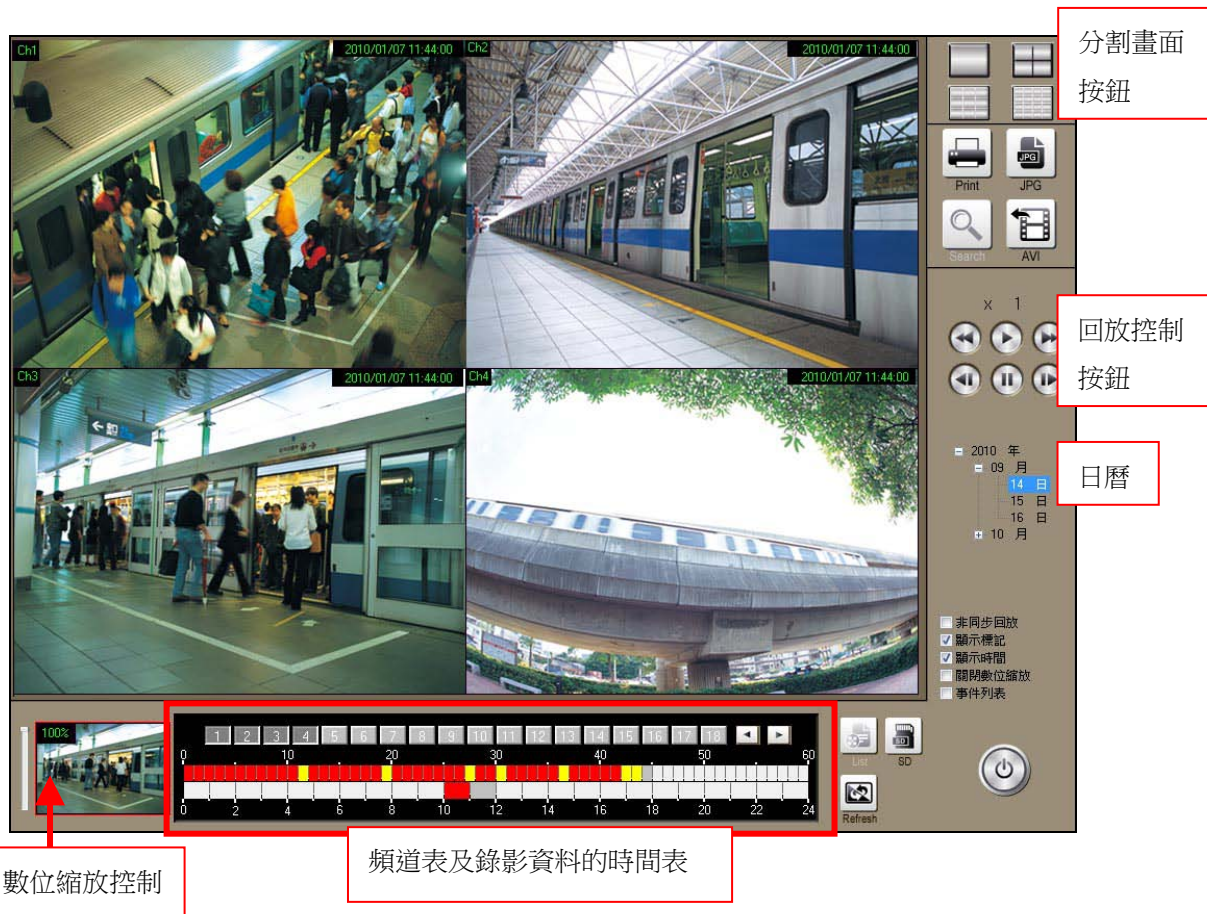 分割畫面
按鈕
Ch1
2010/01/07 11:44:00
Ch2
2010/01/07 11:44:00
Print
JPG
JPG
Search
AVI
x 1
回放控制
按鈕
Ch3
2010/01/07 11:44:00
Ch4
2010/01/07 11:44:00
2010 年
09 月
14 日
15 日
16 日
10 月
日曆
非同步回放
顯示標記
顯示時間
關閉數位縮放
事件列表
100%
1 2 3 4 5 6 7 8 9 10 11 12 13 14 15 16 17 18
0 10 20 30 40 50 60
0 2 4 6 8 10 12 14 16 18 20 22 24
List
SD
SD
Refresh
頻道表及錄影資料的時間表
數位縮放控制